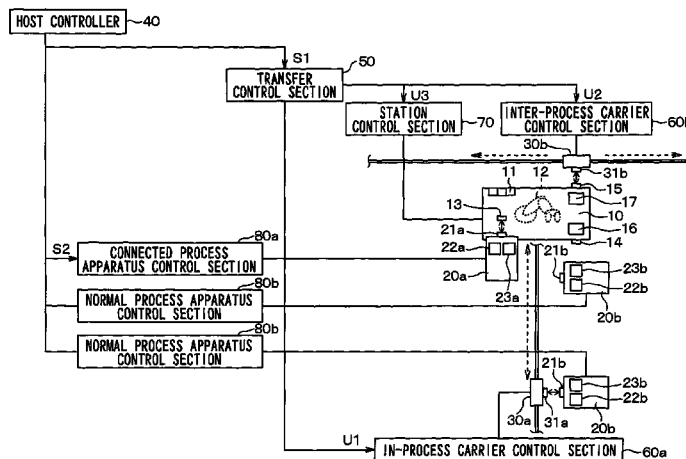 HOST CONTROLLER
40
S1
50
TRANSFER
CONTROL SECTION
U3
U2
STATION
CONTROL SECTION
70
INTER-PROCESS CARRIER
CONTROL SECTION
60b
30b
31b
11
12
15
13
17
10
21a
16
14
S2
80a
CONNECTED PROCESS
APPARATUS CONTROL SECTION
22a
20a
23a
21b
23b
22b
20b
80b
NORMAL PROCESS APPARATUS
CONTROL SECTION
80b
NORMAL PROCESS APPARATUS
CONTROL SECTION
21b
23b
22b
30a
31a
20b
U1
IN-PROCESS CARRIER CONTROL SECTION
60a